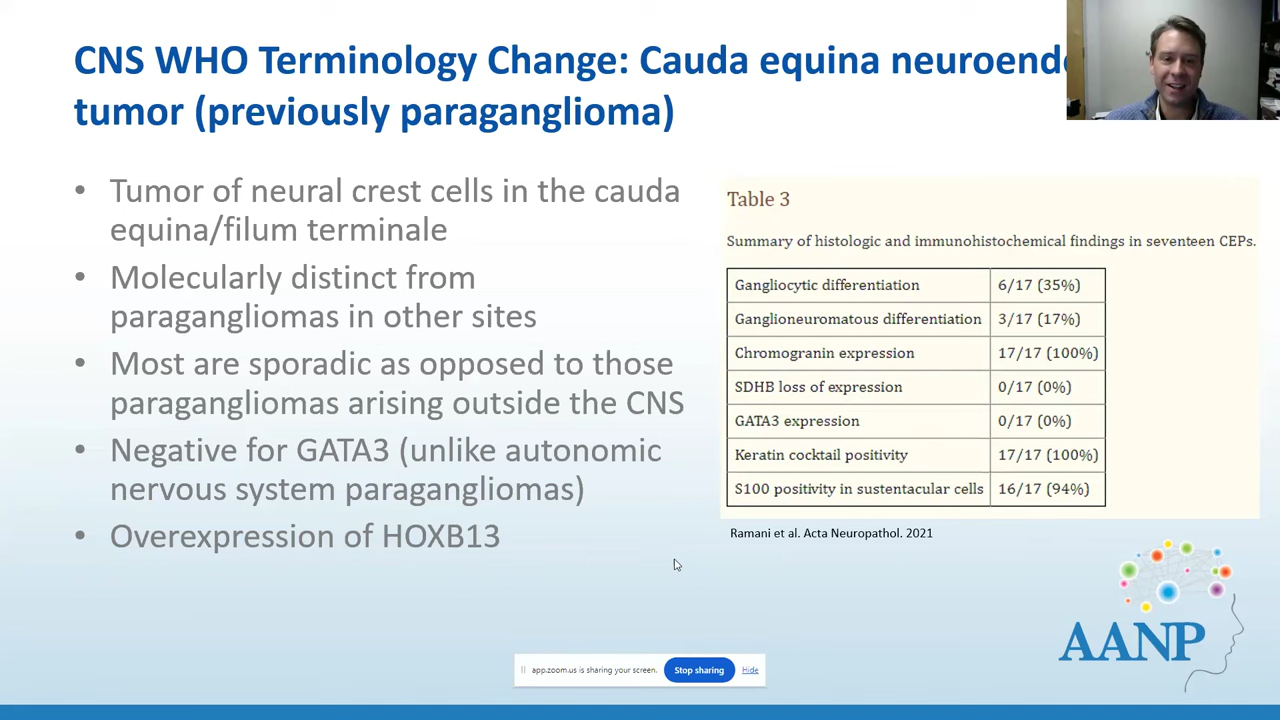 CNS WHO Terminology Change: Cauda equina
tumor (previously paraganglioma)
• Tumor of neural crest cells in the cauda
equina/filum terminale
• Molecularly distinct from
paragangliomas in other sites
• Most are sporadic as opposed to those
paragangliomas arising outside the CNS
• Negative for GATA3 (unlike autonomic
nervous system paragangliomas)
• Overexpression of HOXB13
Table 3
Summary of histologic and immunohistochemical findings in seventeen CEPs.
Gangliocytic differentiation 6/17 (35%)
Ganglioneuromatous differentiation 3/17 (17%)
Chromogranin expression 17/17 (100%)
SDHB loss of expression 0/17 (0%)
GATA3 expression 0/17 (0%)
Keratin cocktail positivity 17/17 (100%)
S100 positivity in sustentacular cells 16/17 (94%)
Ramani et al. Acta Neuropathol. 2021
AANP
app.zoom.us is sharing your screen. Stop sharing Hide